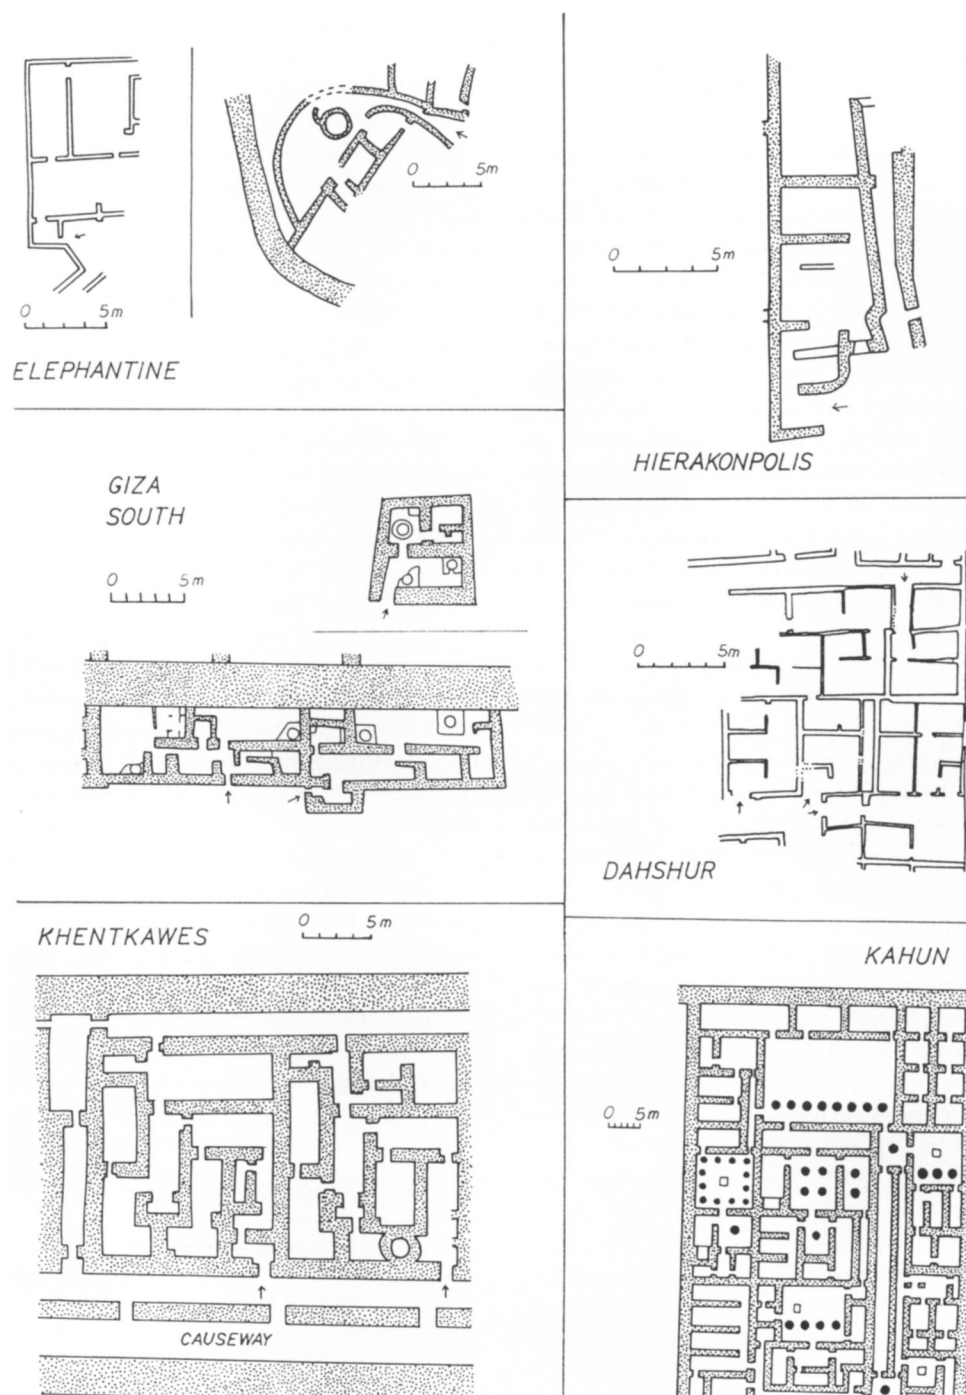 0 5m
0 5m
ELEPHANTINE
0 5m
HIERAKONPOLIS
GIZA
SOUTH
0 5m
0 5m
DAHSHUR
KHENTKAWES
0 5m
CAUSEWAY
KAHUN
0 5m